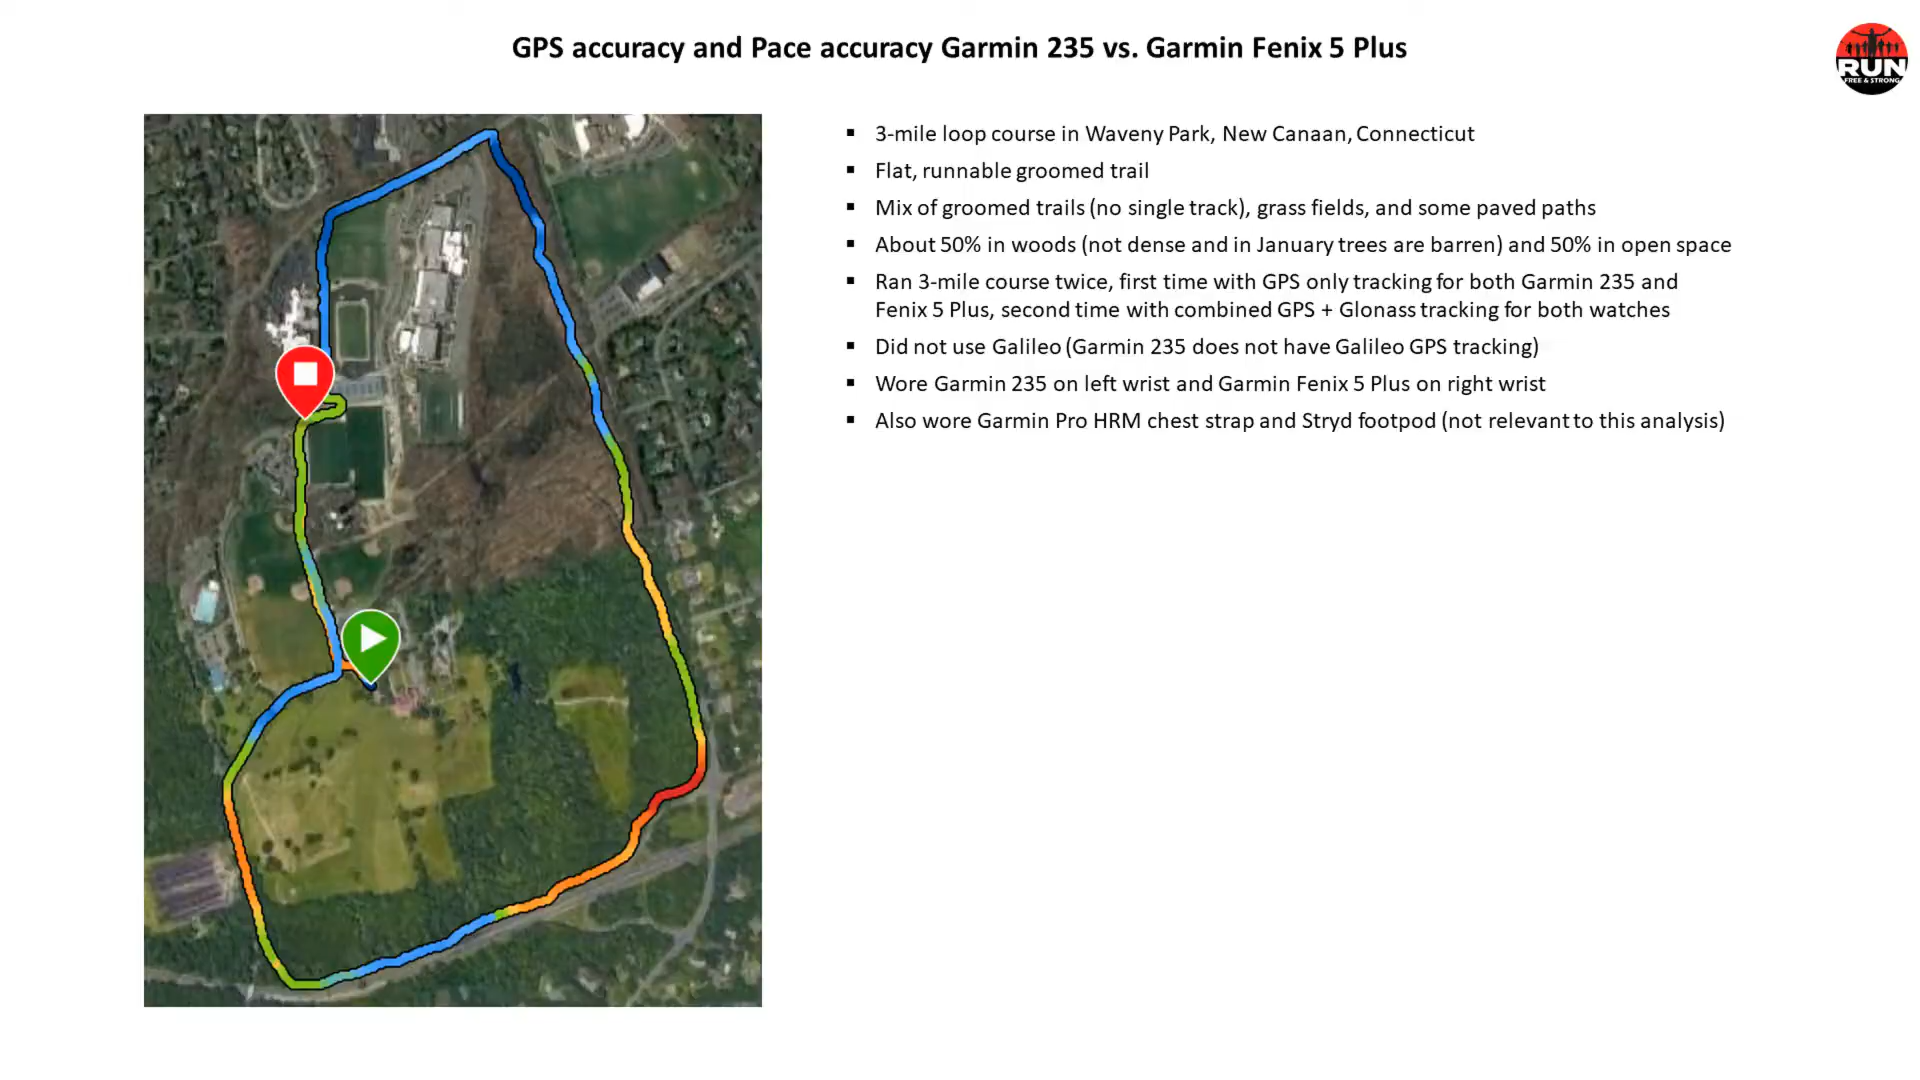 GPS accuracy and Pace accuracy Garmin 235 vs. Garmin Fenix 5 Plus
RUN
FREE & STRONG
▪ 3-mile loop course in Waveny Park, New Canaan, Connecticut
▪ Flat, runnable groomed trail
▪ Mix of groomed trails (no single track), grass fields, and some paved paths
▪ About 50% in woods (not dense and in January trees are barren) and 50% in open space
▪ Ran 3-mile course twice, first time with GPS only tracking for both Garmin 235 and
Fenix 5 Plus, second time with combined GPS + Glonass tracking for both watches
▪ Did not use Galileo (Garmin 235 does not have Galileo GPS tracking)
▪ Wore Garmin 235 on left wrist and Garmin Fenix 5 Plus on right wrist
▪ Also wore Garmin Pro HRM chest strap and Stryd footpod (not relevant to this analysis)